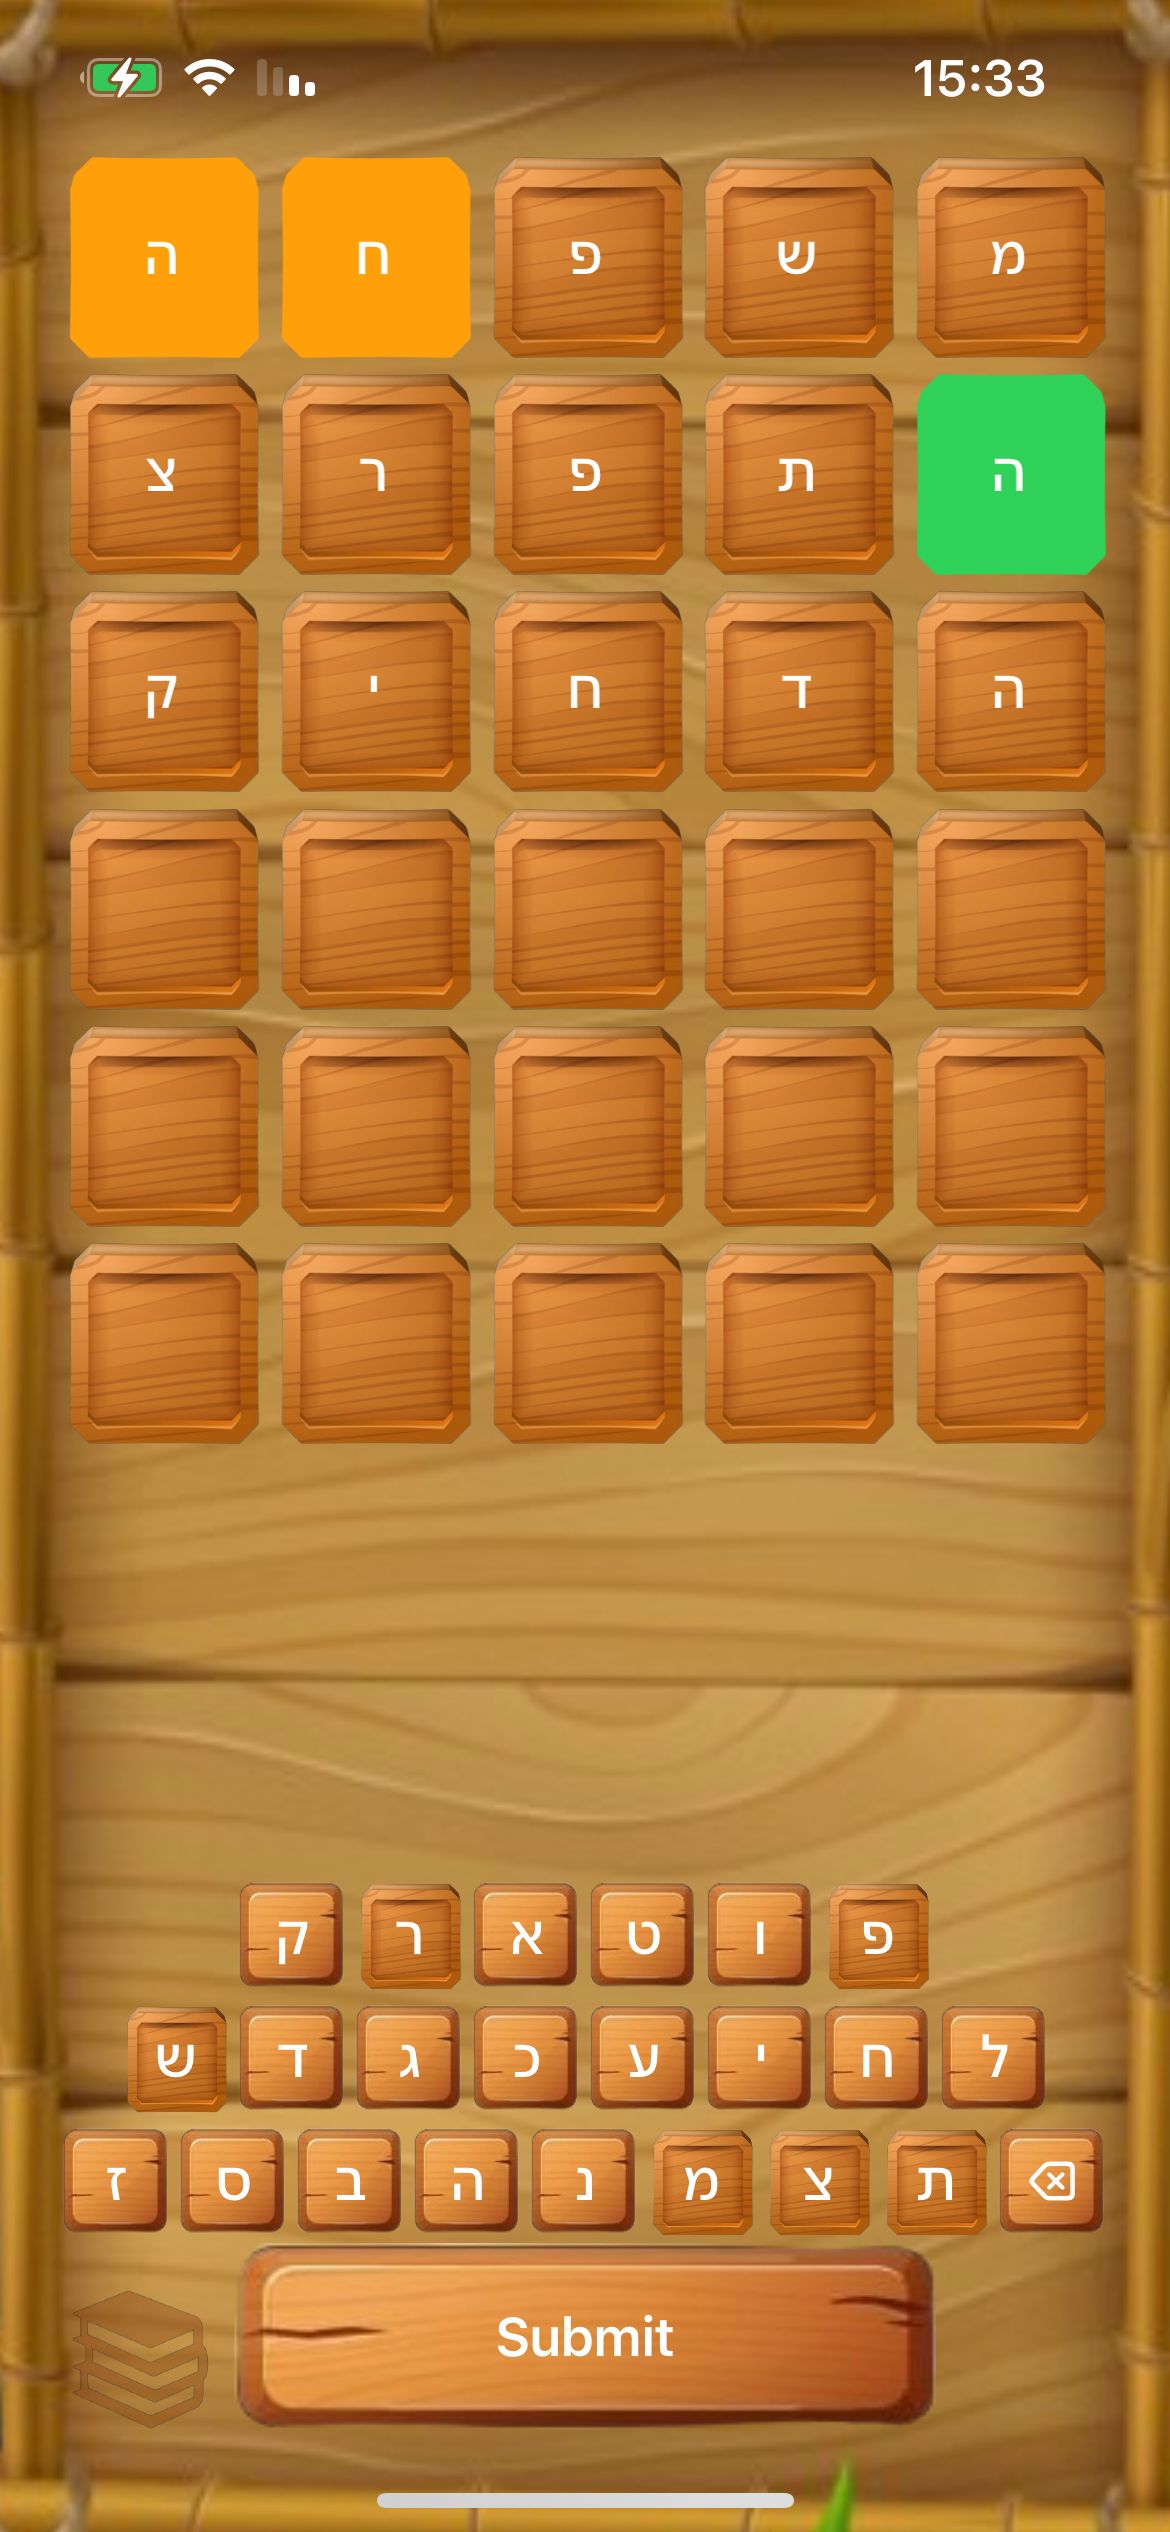 15:33
מ ש פ ח ה
ה ת פ ר צ
ה ד ח י ק
ק ר א ט ו פ
ש ד ג כ ע י ח ל
ז ס ב ה נ מ צ ת
Submit